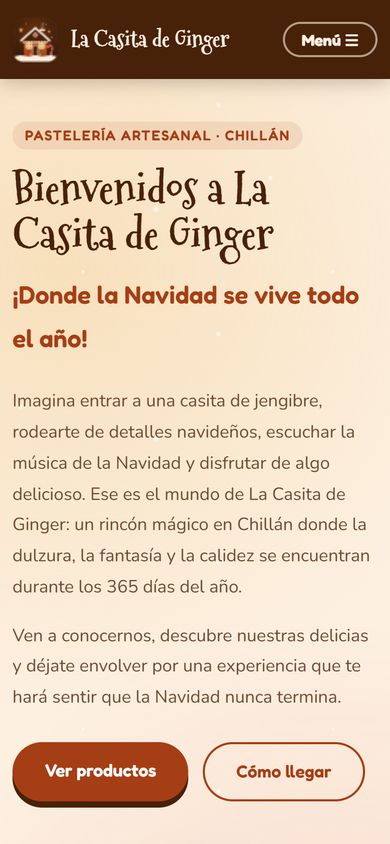 La Casita de Ginger
Menú ☰
PASTELERÍA ARTESANAL · CHILLÁN
Bienvenidos a La
Casita de Ginger
¡Donde la Navidad se vive todo
el año!
Imagina entrar a una casita de jengibre,
rodearte de detalles navideños, escuchar la
música de la Navidad y disfrutar de algo
delicioso. Ese es el mundo de La Casita de
Ginger: un rincón mágico en Chillán donde la
dulzura, la fantasía y la calidez se encuentran
durante los 365 días del año.
Ven a conocernos, descubre nuestras delicias
y déjate envolver por una experiencia que te
hará sentir que la Navidad nunca termina.
Ver productos
Cómo llegar